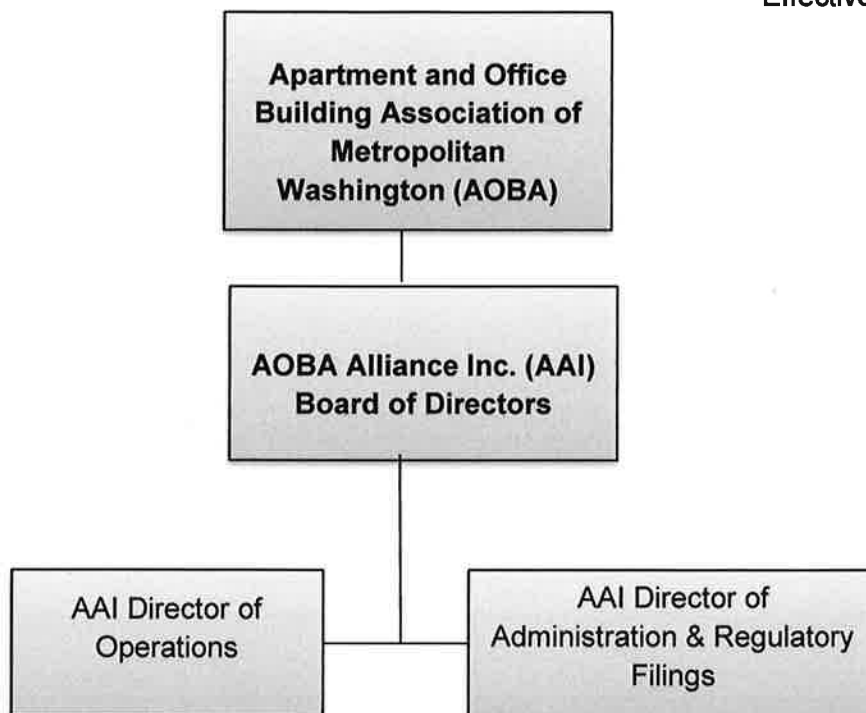 Effective
Apartment and Office
Building Association of
Metropolitan
Washington (AOBA)
AOBA Alliance Inc. (AAI)
Board of Directors
AAI Director of
Operations
AAI Director of
Administration & Regulatory
Filings